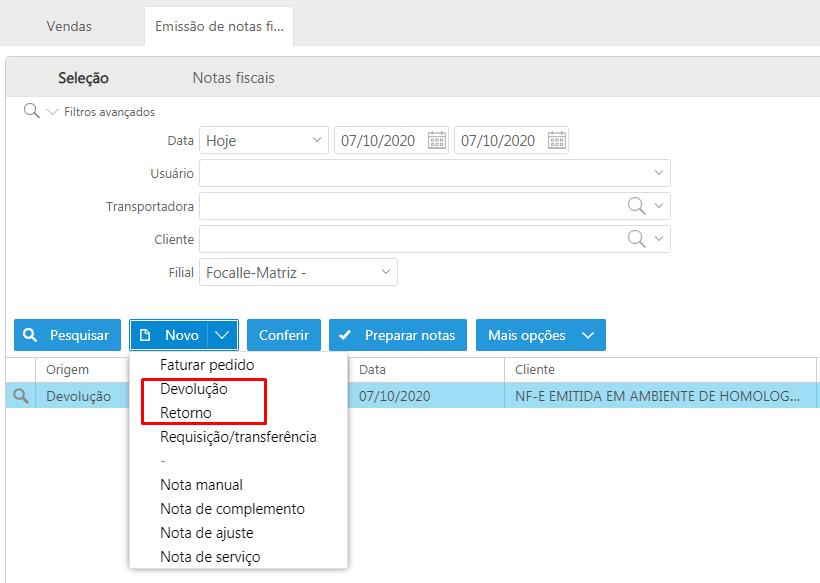 Vendas
Emissão de notas fi...
Seleção
Notas fiscais
Filtros avançados
Data Hoje 07/10/2020 07/10/2020
Usuário
Transportadora
Cliente
Filial Focalle-Matriz -
Pesquisar Novo Conferir Preparar notas Mais opções
Origem Data Cliente
Devolução 07/10/2020 NF-E EMITIDA EM AMBIENTE DE HOMOLOG...
Faturar pedido
Devolução
Retorno
Requisição/transferência
-
Nota manual
Nota de complemento
Nota de ajuste
Nota de serviço